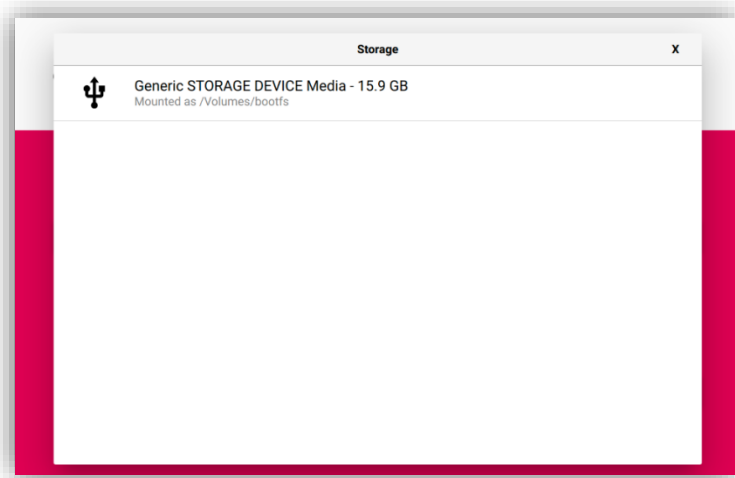 Storage
X
Generic STORAGE DEVICE Media - 15.9 GB
Mounted as /Volumes/bootfs